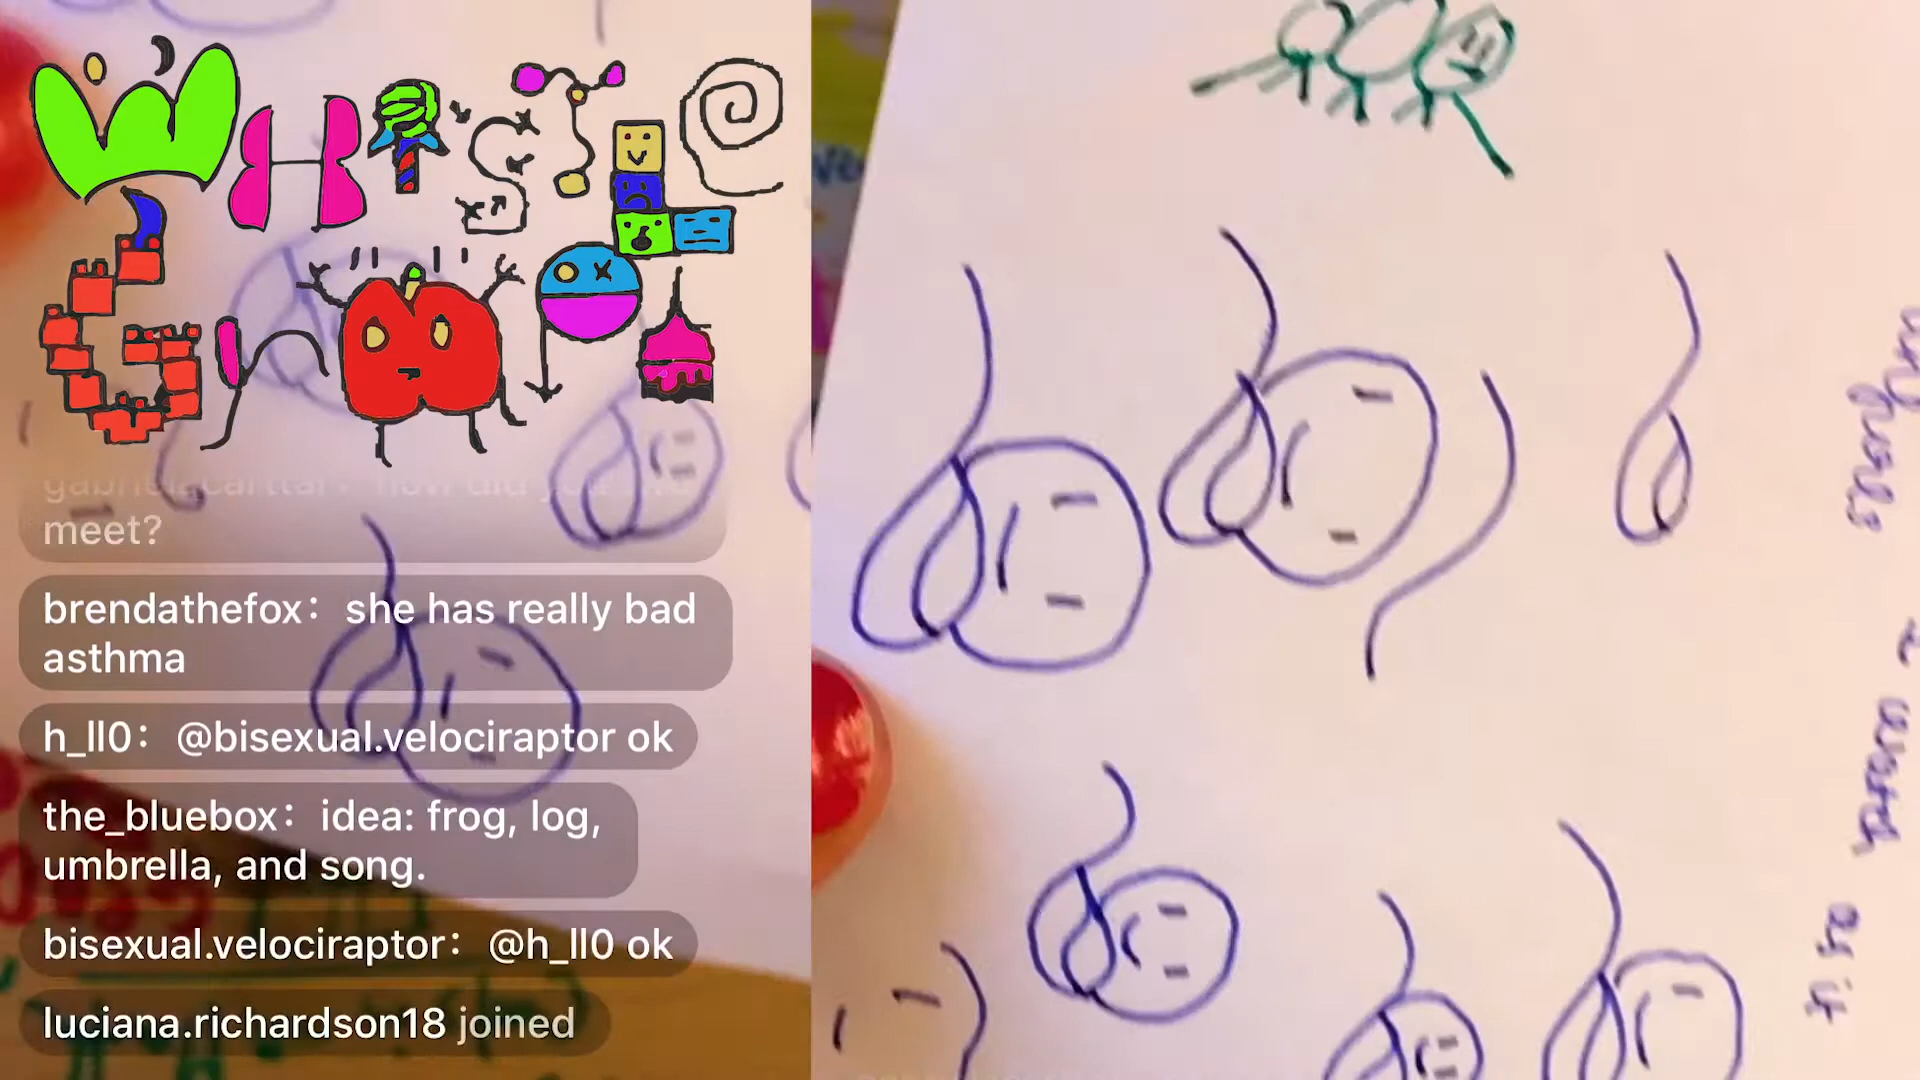 WHISTLE
GRAPH
meet?
brendathefox: she has really bad
asthma
h_ll0: @bisexual.velociraptor ok
the_bluebox: idea: frog, log,
umbrella, and song.
bisexual.velociraptor: @h_ll0 ok
luciana.richardson18 joined